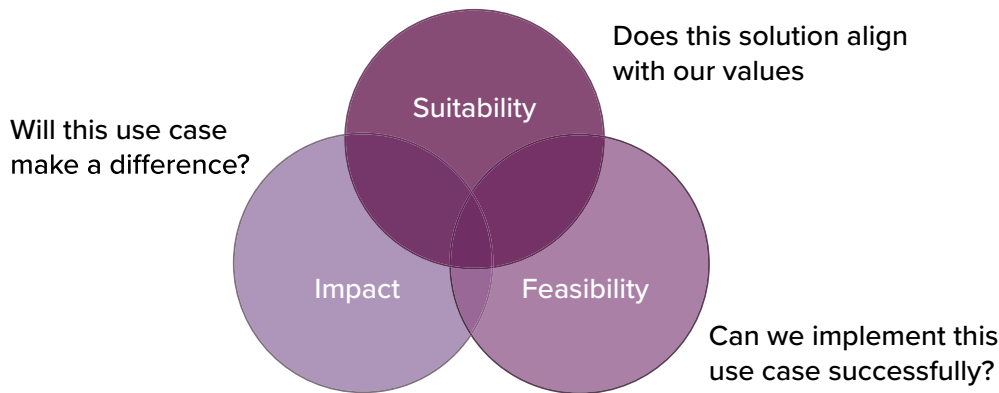 Does this solution align
with our values
Suitability
Will this use case
make a difference?
Impact
Feasibility
Can we implement this
use case successfully?